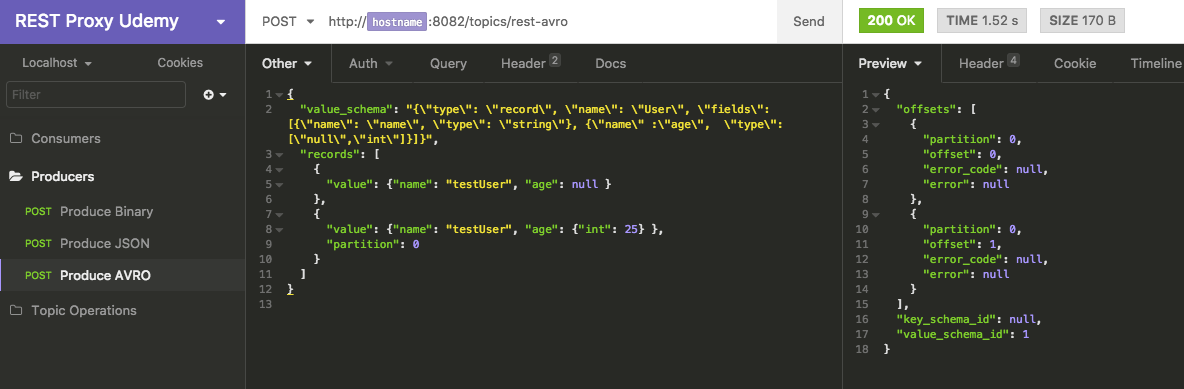 REST Proxy Udemy
POST http://hostname:8082/topics/rest-avro Send
200 OK TIME 1.52 s SIZE 170 B
Localhost Cookies
Filter
Consumers
Producers
POST Produce Binary
POST Produce JSON
POST Produce AVRO
Topic Operations
Other Auth Query Header 2 Docs
1 {
2 "value_schema": "{\"type\": \"record\", \"name\": \"User\", \"fields\":
[{\"name\": \"name\", \"type\": \"string\"}, {\"name\" :\"age\",  \"type\":
[\"null\",\"int\"]}]}",
3 "records": [
4 {
5 "value": {"name": "testUser", "age": null }
6 },
7 {
8 "value": {"name": "testUser", "age": {"int": 25} },
9 "partition": 0
10 }
11 ]
12 }
13
Preview Header 4 Cookie Timeline
1 {
2 "offsets": [
3 {
4 "partition": 0,
5 "offset": 0,
6 "error_code": null,
7 "error": null
8 },
9 {
10 "partition": 0,
11 "offset": 1,
12 "error_code": null,
13 "error": null
14 }
15 ],
16 "key_schema_id": null,
17 "value_schema_id": 1
18 }